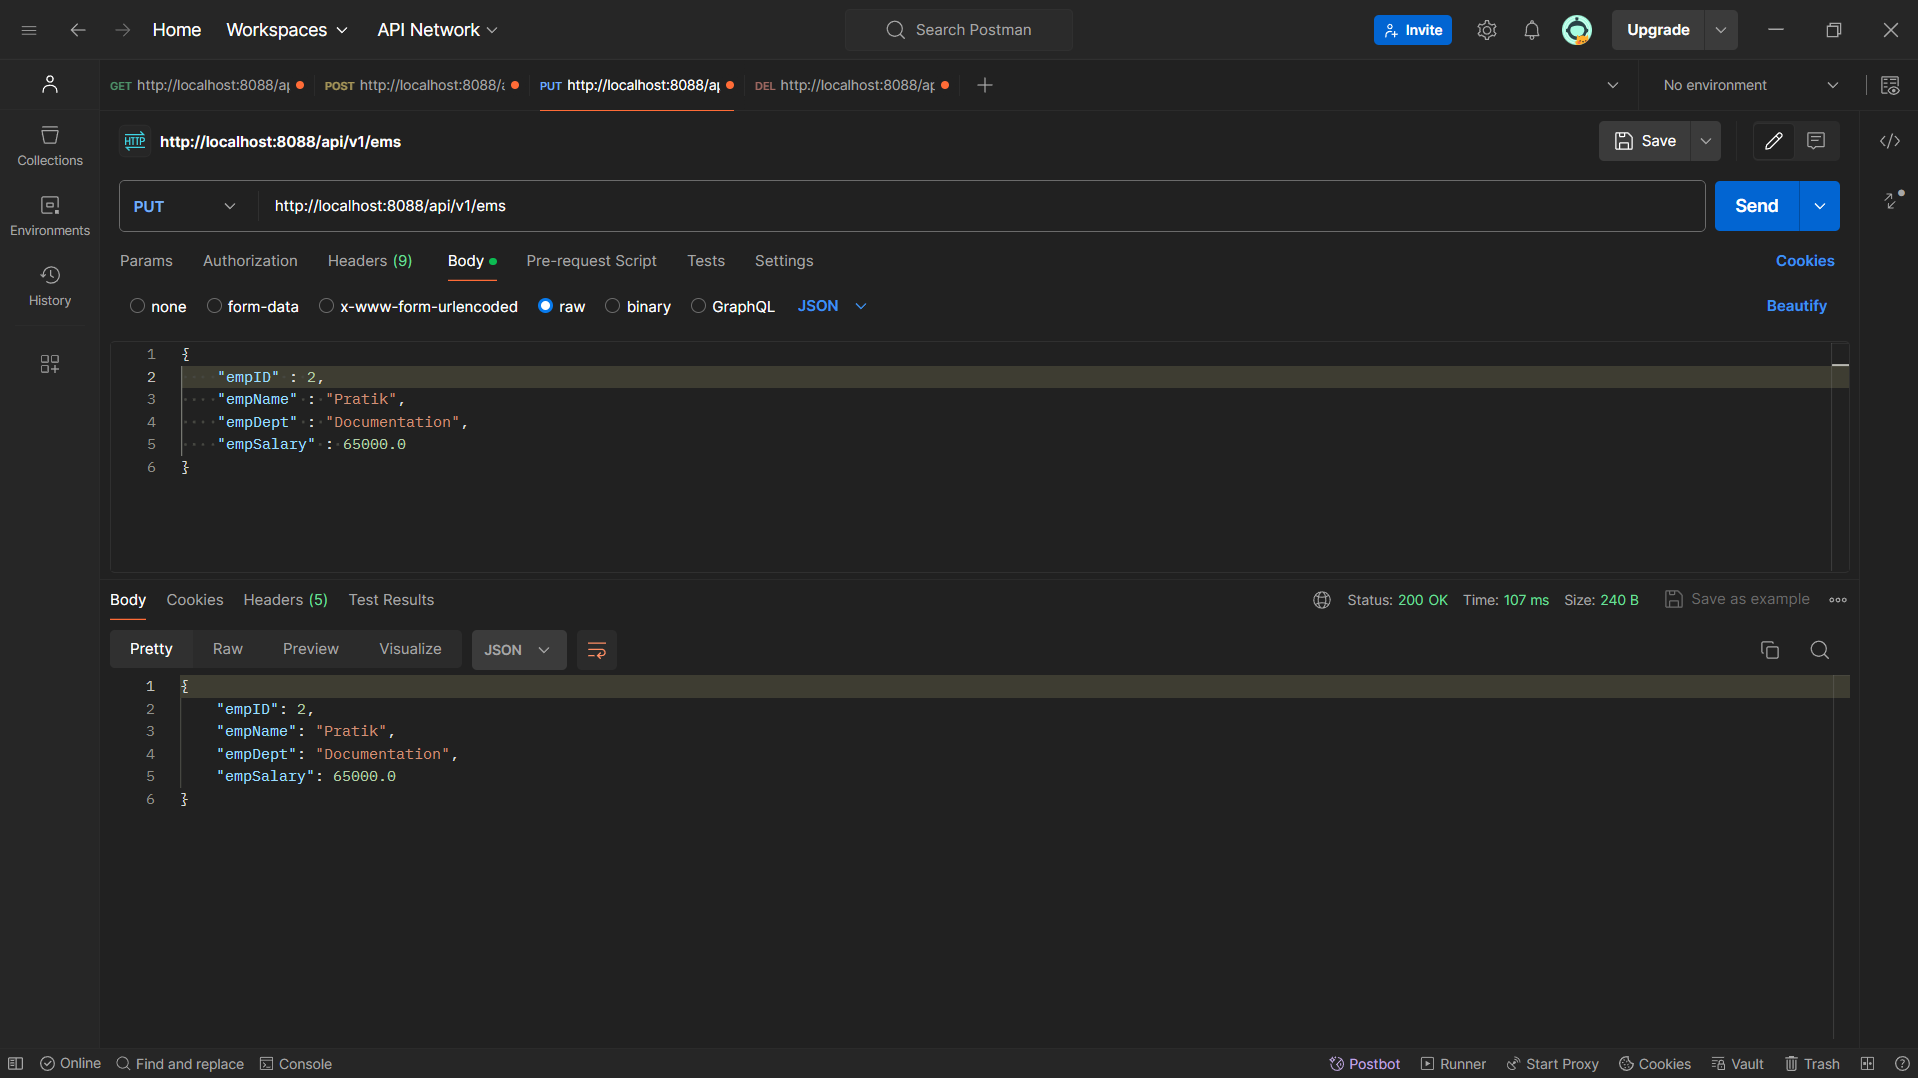 Home Workspaces API Network Search Postman Invite Upgrade
GET http://localhost:8088/ap POST http://localhost:8088/a PUT http://localhost:8088/ap DEL http://localhost:8088/ap No environment
HTTP http://localhost:8088/api/v1/ems Save
Collections
Environments
History
PUT http://localhost:8088/api/v1/ems Send
Params Authorization Headers (9) Body Pre-request Script Tests Settings Cookies
none form-data x-www-form-urlencoded raw binary GraphQL JSON Beautify
1 {
2 "empID" : 2,
3 "empName" : "Pratik",
4 "empDept" : "Documentation",
5 "empSalary" : 65000.0
6 }
Body Cookies Headers (5) Test Results Status: 200 OK Time: 107 ms Size: 240 B Save as example
Pretty Raw Preview Visualize JSON
1 {
2 "empID": 2,
3 "empName": "Pratik",
4 "empDept": "Documentation",
5 "empSalary": 65000.0
6 }
Online Find and replace Console Postbot Runner Start Proxy Cookies Vault Trash